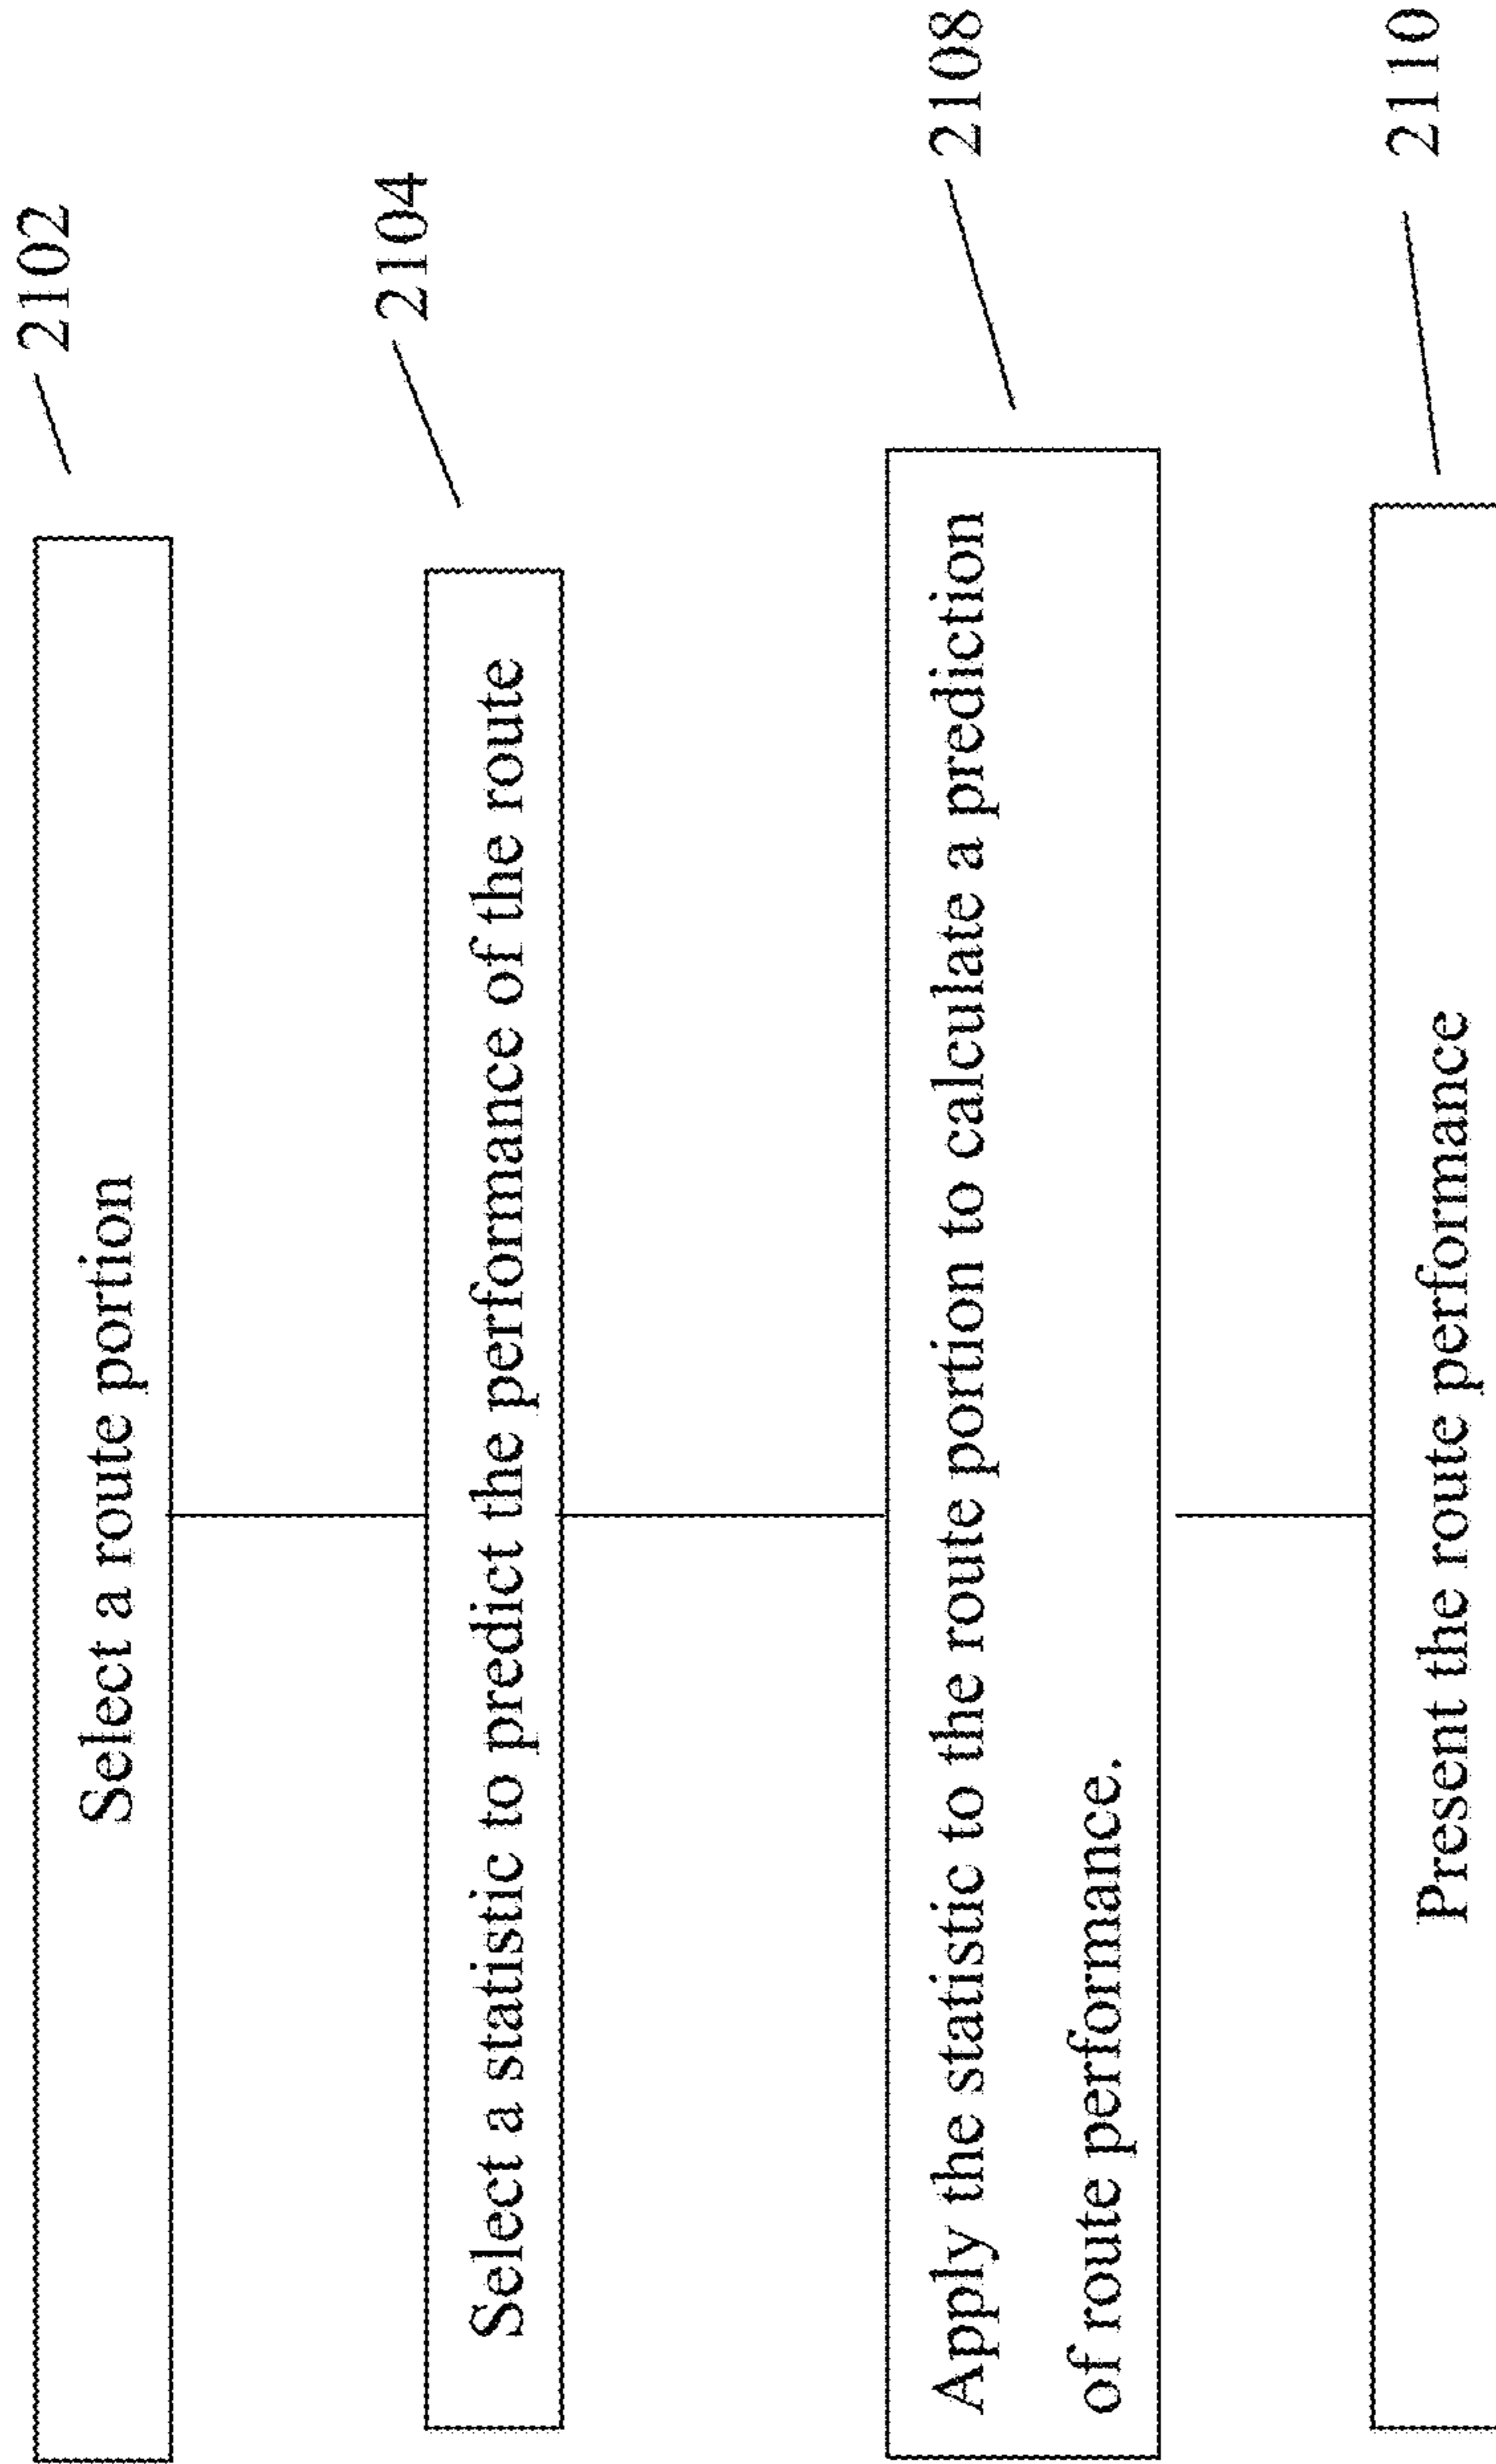 Select a route portion
2102
Select a statistic to predict the performance of the route
2104
Apply the statistic to the route portion to calculate a prediction
of route performance.
2108
Present the route performance
2110